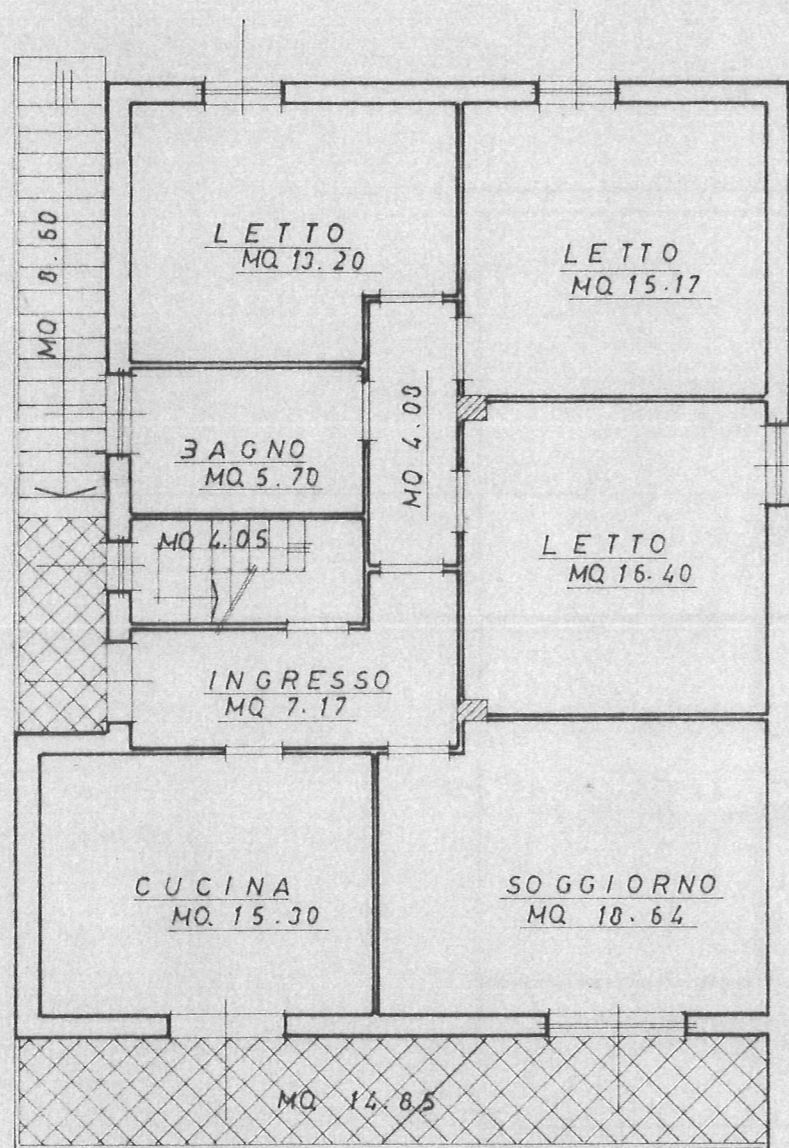 LETTO
MQ 13.20
LETTO
MQ 15.17
MQ 8.60
BAGNO
MQ 5.70
MQ 4.08
MQ 4.05
LETTO
MQ 16.40
INGRESSO
MQ 7.17
CUCINA
MQ 15.30
SOGGIORNO
MQ 18.64
MQ 14.85